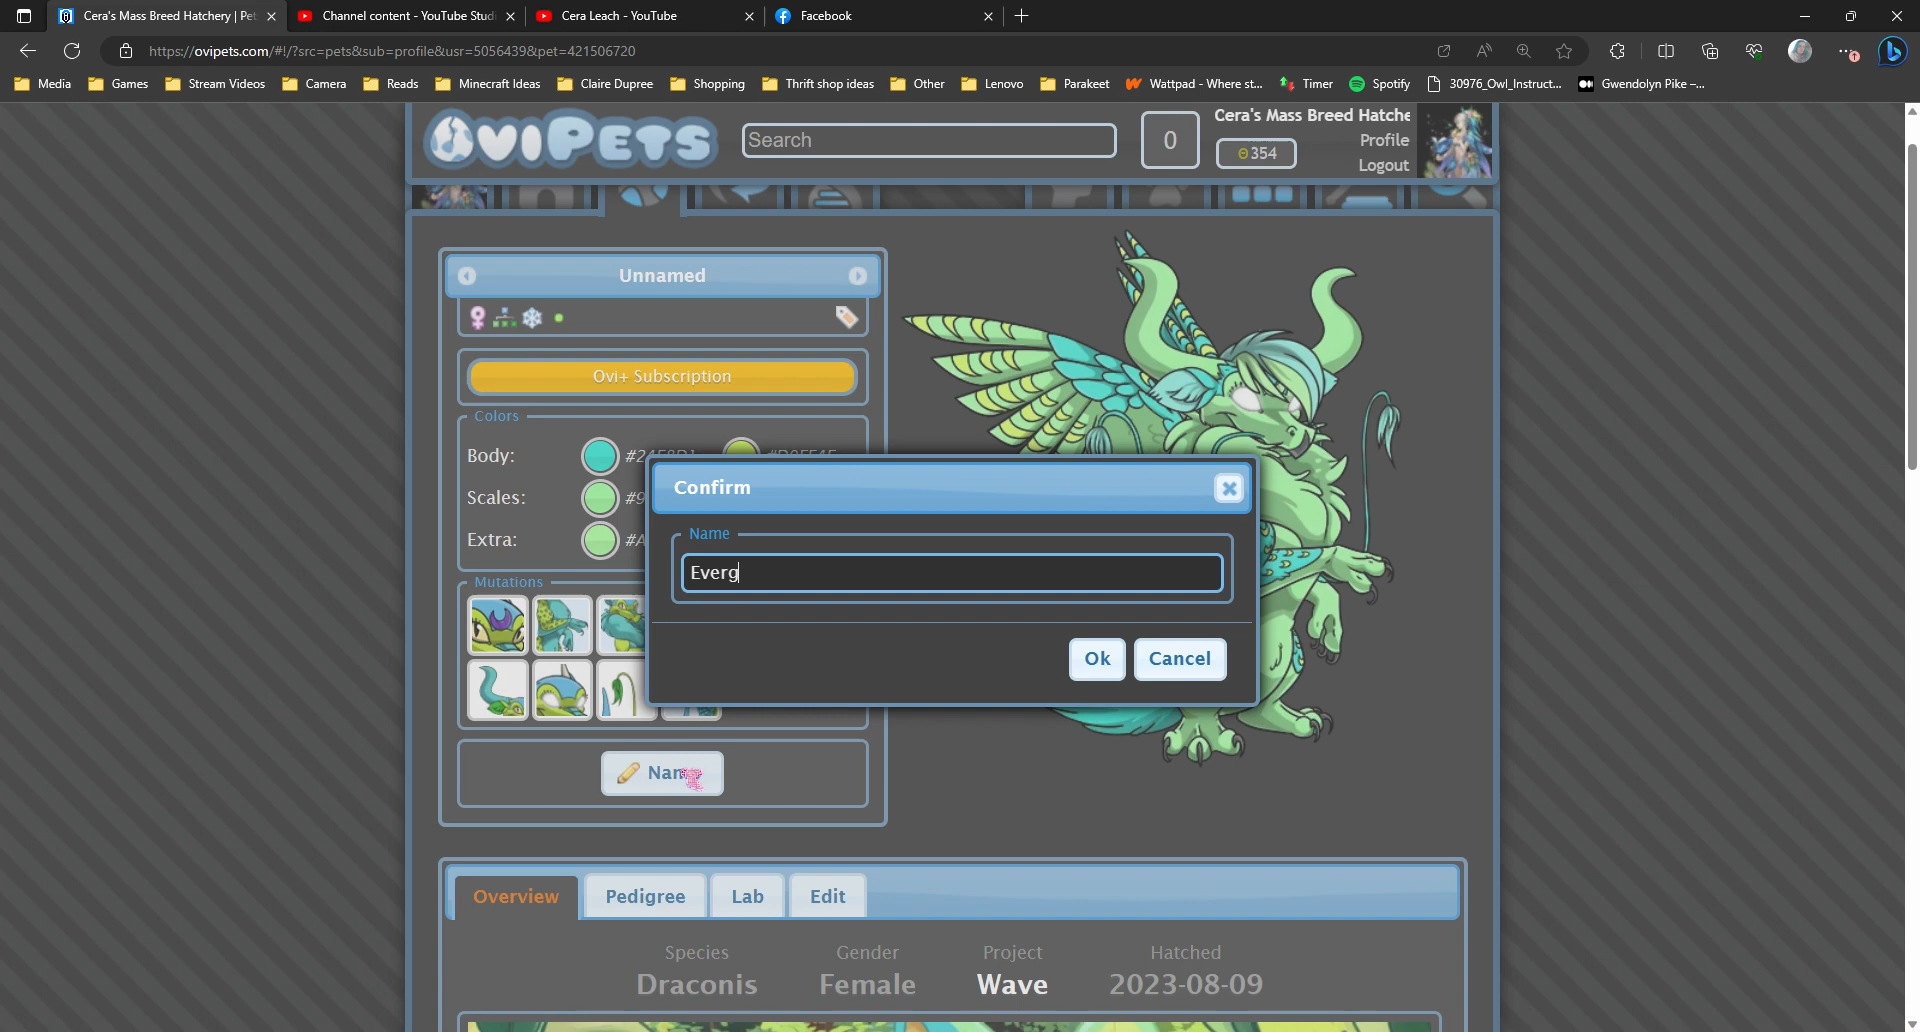 Cera's Mass Breed Hatchery | Pet
Channel content - YouTube Studi
Cera Leach - YouTube
Facebook
https://ovipets.com/#!/?src=pets&sub=profile&usr=5056439&pet=421506720
Media
Games
Stream Videos
Camera
Reads
Minecraft Ideas
Claire Dupree
Shopping
Thrift shop ideas
Other
Lenovo
Parakeet
Wattpad - Where st...
Timer
Spotify
30976_Owl_Instruct...
Gwendolyn Pike –...
OviPets
Search
0
Cera's Mass Breed Hatche
354
Profile
Logout
Unnamed
Ovi+ Subscription
Colors
Body:
Scales:
#9
Extra:
#A
Mutations
Confirm
Name
Everg
Ok
Cancel
Overview
Pedigree
Lab
Edit
Species
Draconis
Gender
Female
Project
Wave
Hatched
2023-08-09